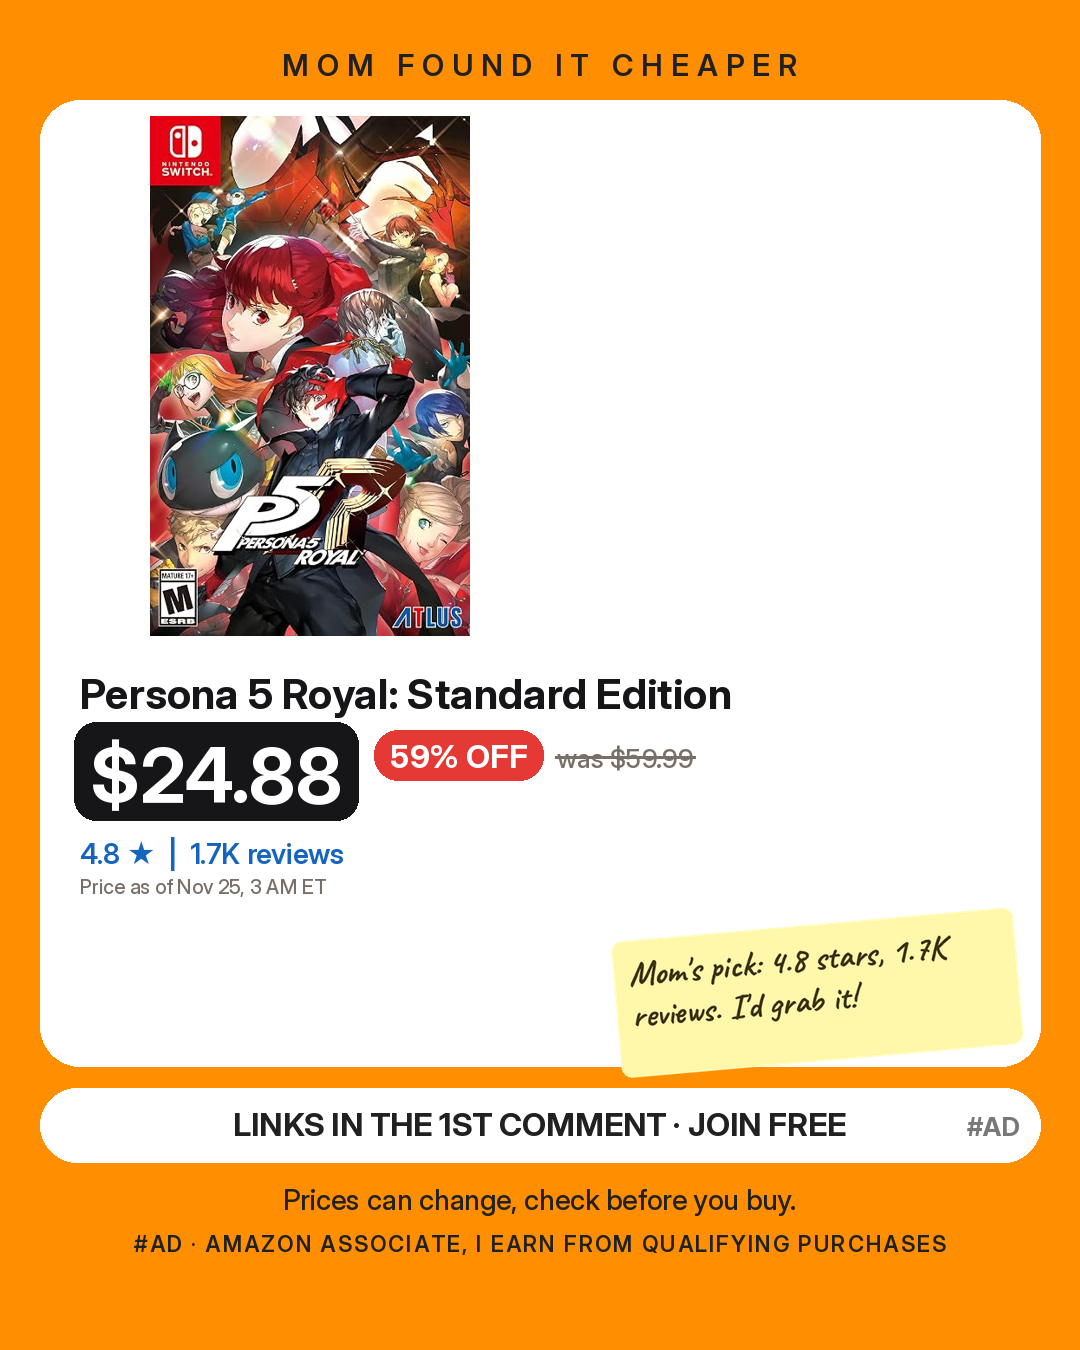 MOM FOUND IT CHEAPER
NINTENDO
SWITCH.
P5R
PERSONA5
ROYAL
MATURE 17+
M
ESRB
ATLUS
Persona 5 Royal: Standard Edition
$24.88
59% OFF
was $59.99
4.8 ★ | 1.7K reviews
Price as of Nov 25, 3 AM ET
Mom's pick: 4.8 stars, 1.7K
reviews. I'd grab it!
LINKS IN THE 1ST COMMENT · JOIN FREE
#AD
Prices can change, check before you buy.
#AD · AMAZON ASSOCIATE, I EARN FROM QUALIFYING PURCHASES